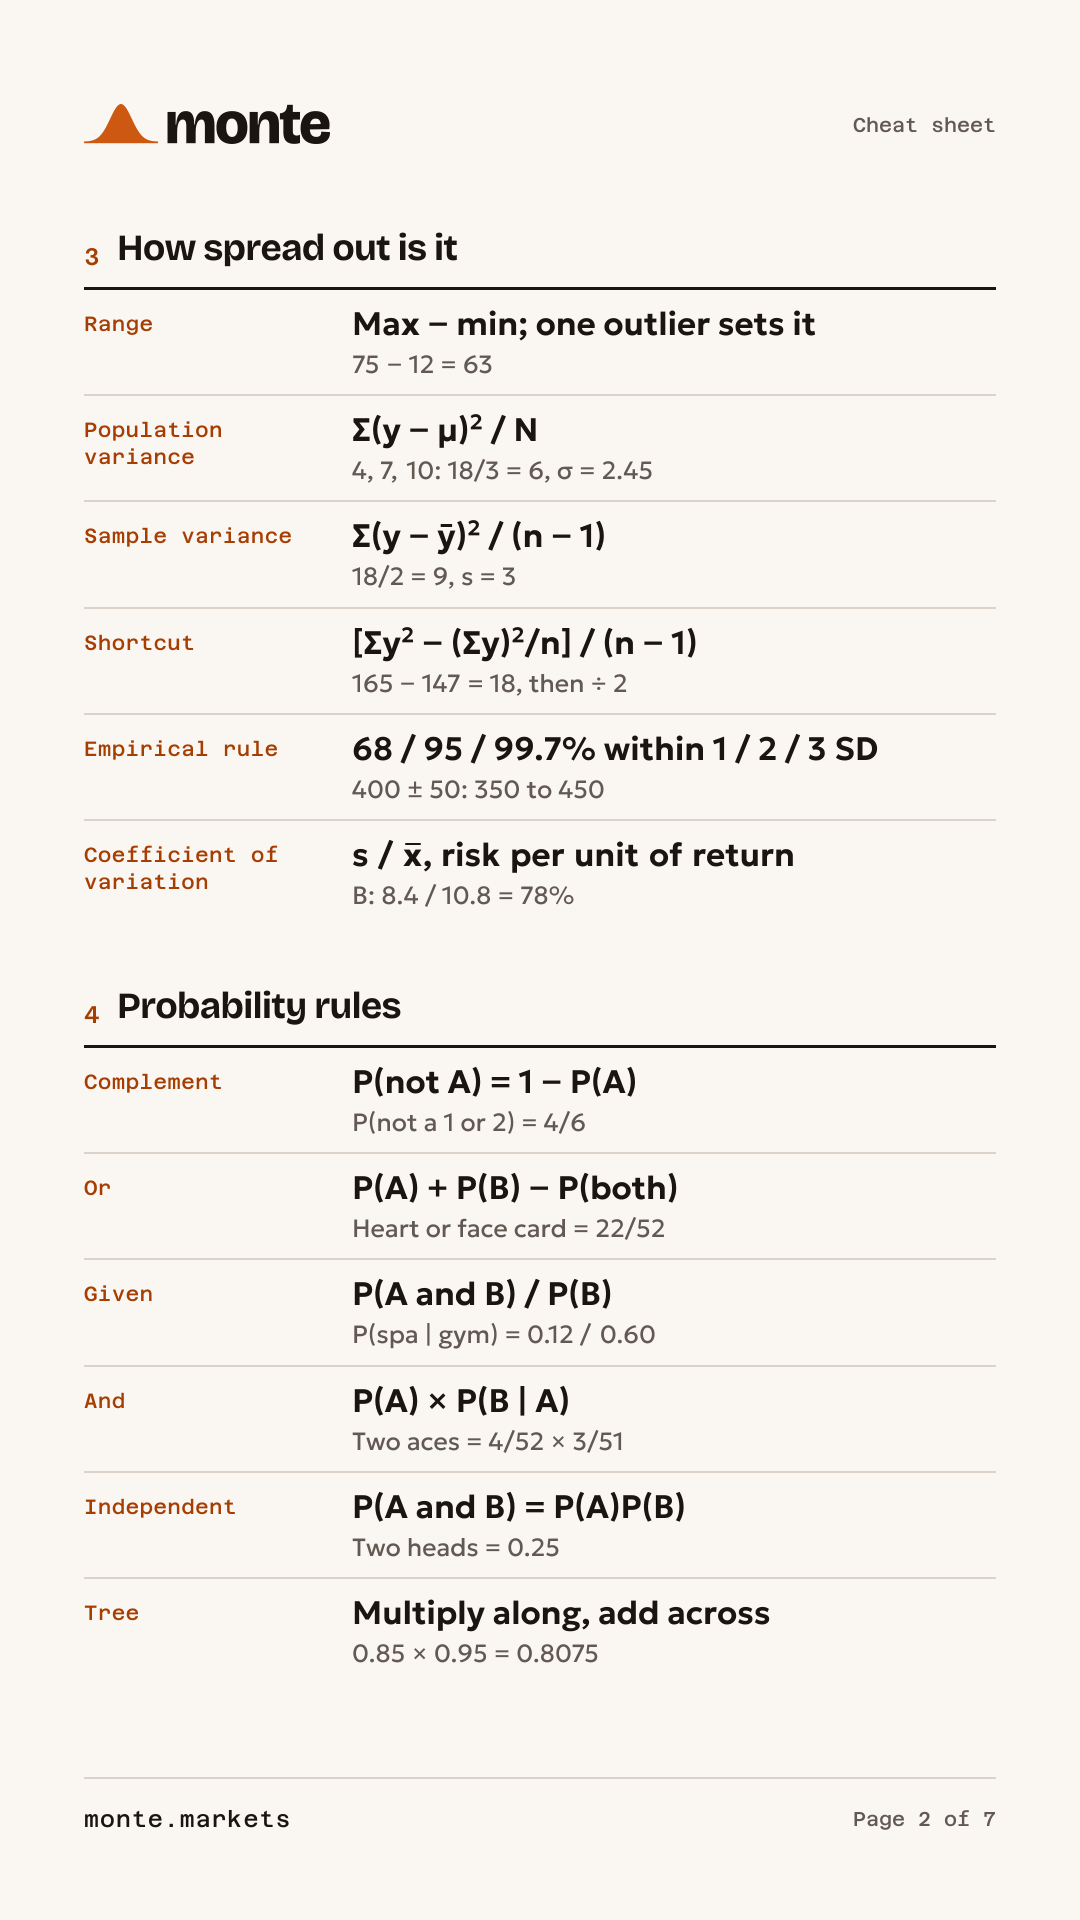 monte
Cheat sheet
3 How spread out is it
Range
Max − min; one outlier sets it
75 − 12 = 63
Population
variance
Σ(y − μ)² / N
4, 7, 10: 18/3 = 6, σ = 2.45
Sample variance
Σ(y − ȳ)² / (n − 1)
18/2 = 9, s = 3
Shortcut
[Σy² − (Σy)²/n] / (n − 1)
165 − 147 = 18, then ÷ 2
Empirical rule
68 / 95 / 99.7% within 1 / 2 / 3 SD
400 ± 50: 350 to 450
Coefficient of
variation
s / x̄, risk per unit of return
B: 8.4 / 10.8 = 78%
4 Probability rules
Complement
P(not A) = 1 − P(A)
P(not a 1 or 2) = 4/6
Or
P(A) + P(B) − P(both)
Heart or face card = 22/52
Given
P(A and B) / P(B)
P(spa | gym) = 0.12 / 0.60
And
P(A) × P(B | A)
Two aces = 4/52 × 3/51
Independent
P(A and B) = P(A)P(B)
Two heads = 0.25
Tree
Multiply along, add across
0.85 × 0.95 = 0.8075
monte.markets
Page 2 of 7